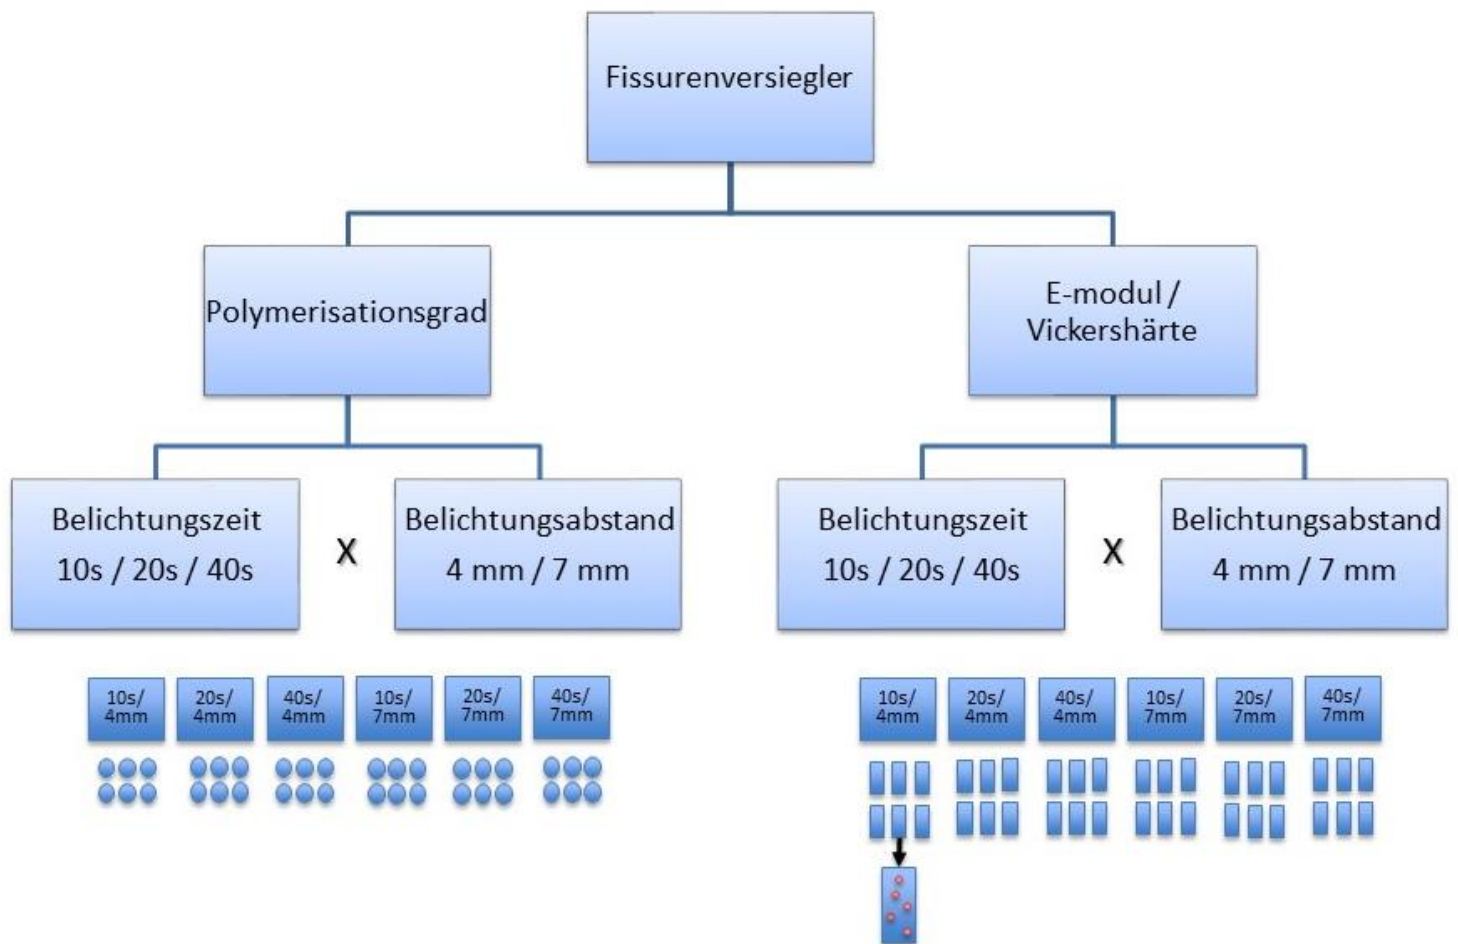 Fissurenversiegler
Polymerisationsgrad
E-modul /
Vickershärte
Belichtungszeit
10s / 20s / 40s
X
Belichtungsabstand
4 mm / 7 mm
Belichtungszeit
10s / 20s / 40s
X
Belichtungsabstand
4 mm / 7 mm
10s/
4mm
20s/
4mm
40s/
4mm
10s/
7mm
20s/
7mm
40s/
7mm
10s/
4mm
20s/
4mm
40s/
4mm
10s/
7mm
20s/
7mm
40s/
7mm